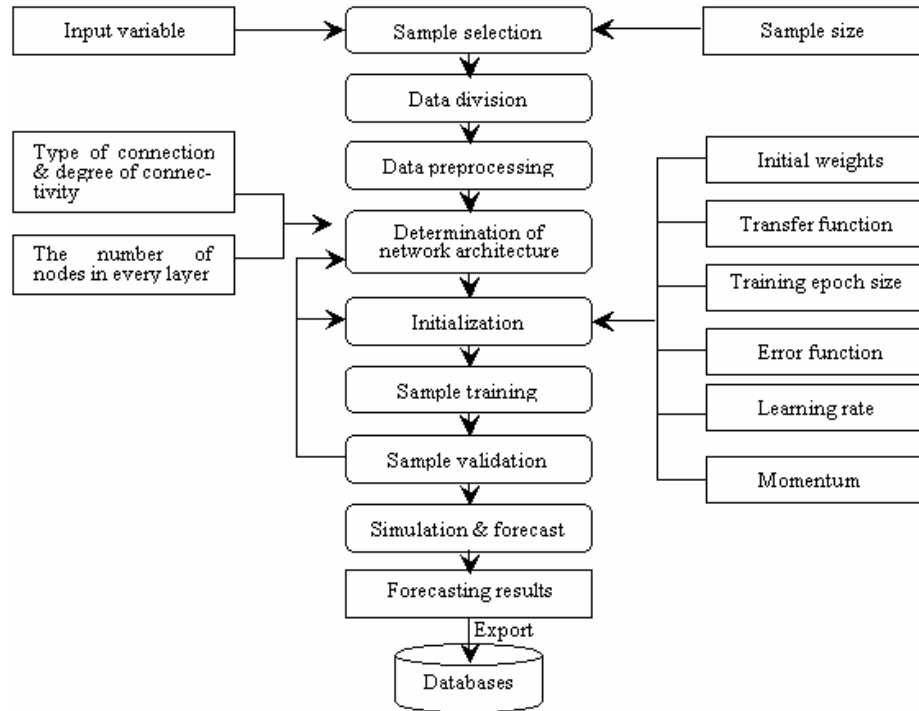 Input variable
Sample selection
Sample size
Data division
Type of connection
& degree of connec-
tivity
Data preprocessing
Initial weights
The number of
nodes in every layer
Determination of
network architecture
Transfer function
Training epoch size
Initialization
Error function
Sample training
Learning rate
Sample validation
Momentum
Simulation & forecast
Forecasting results
Export
Databases